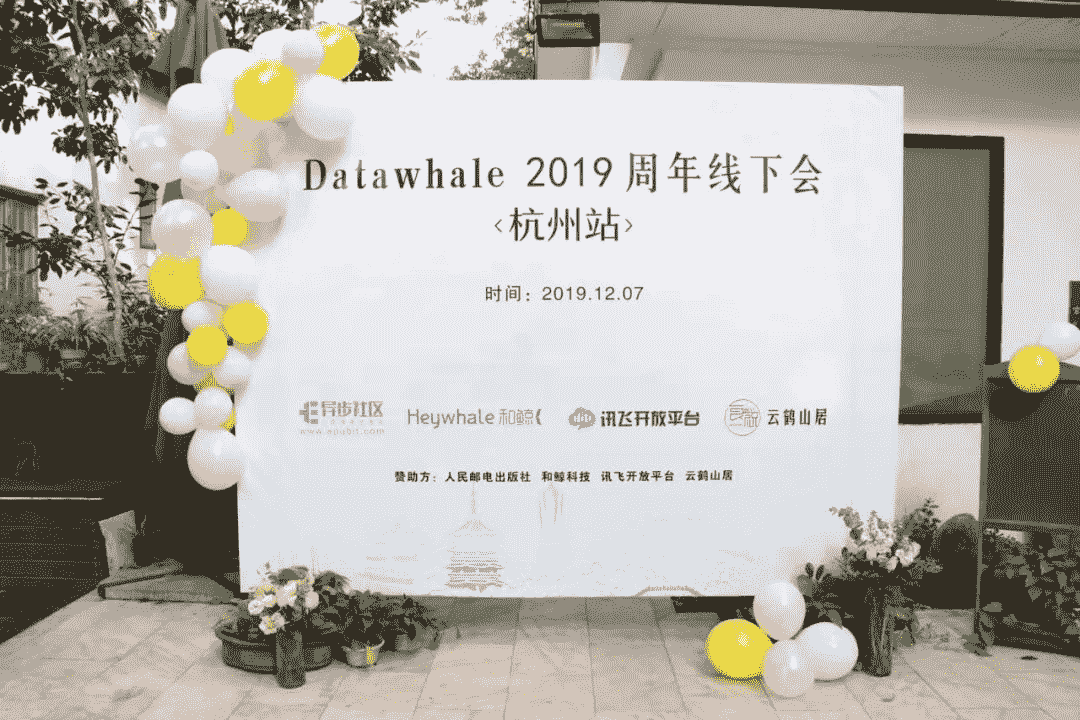 Datawhale 2019 周年线下会
<杭州站>
时间：2019.12.07
异步社区 Heywhale 和鲸 讯飞开放平台 云鹤山居
www.epubit.com
赞助方：人民邮电出版社 和鲸科技 讯飞开放平台 云鹤山居